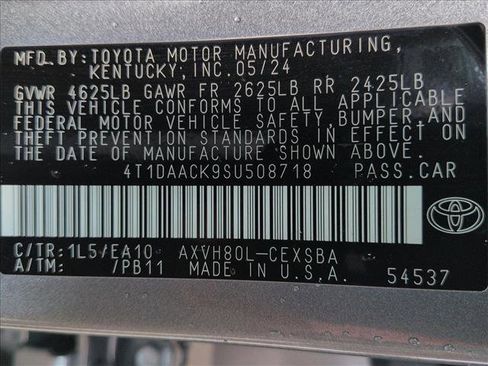 MFD.BY: TOYOTA MOTOR MANUFACTURING,
KENTUCKY, INC. 05/24
GVWR 4625LB GAWR FR 2625LB RR 2425LB
THIS VEHICLE CONFORMS TO ALL APPLICABLE
FEDERAL MOTOR VEHICLE SAFETY, BUMPER, AND
THEFT PREVENTION STANDARDS IN EFFECT ON
THE DATE OF MANUFACTURE SHOWN ABOVE.
4T1DAACK9SU508718 PASS.CAR
C/TR: 1L5/EA10 AXVH80L-CEXSBA
A/TM: /PB11 MADE IN U.S.A. 54537